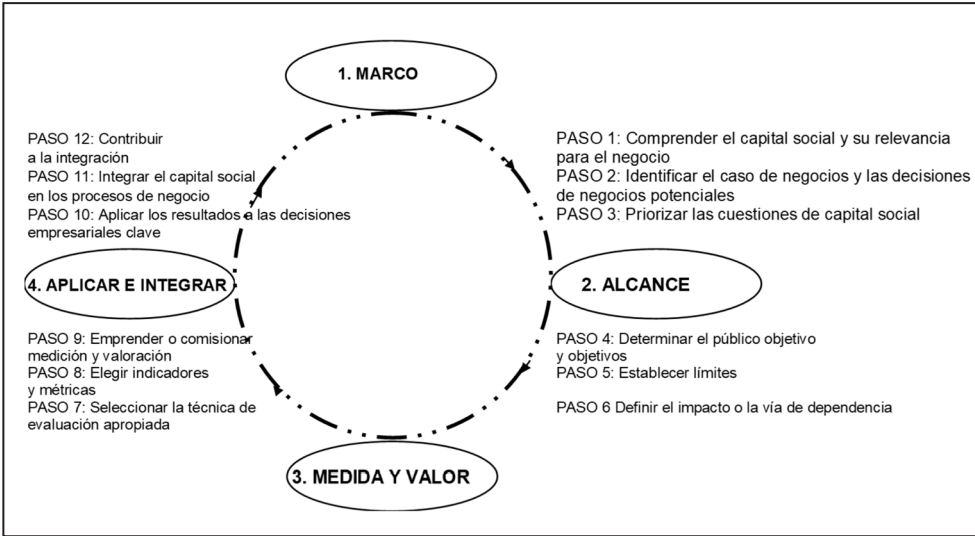 1. MARCO
PASO 12: Contribuir
a la integración
PASO 11: Integrar el capital social
en los procesos de negocio
PASO 10: Aplicar los resultados a las decisiones
empresariales clave
PASO 1: Comprender el capital social y su relevancia
para el negocio
PASO 2: Identificar el caso de negocios y las decisiones
de negocios potenciales
PASO 3: Priorizar las cuestiones de capital social
4. APLICAR E INTEGRAR
2. ALCANCE
PASO 9: Emprender o comisionar
medición y valoración
PASO 8: Elegir indicadores
y métricas
PASO 7: Seleccionar la técnica de
evaluación apropiada
PASO 4: Determinar el público objetivo
y objetivos
PASO 5: Establecer límites
PASO 6 Definir el impacto o la vía de dependencia
3. MEDIDA Y VALOR